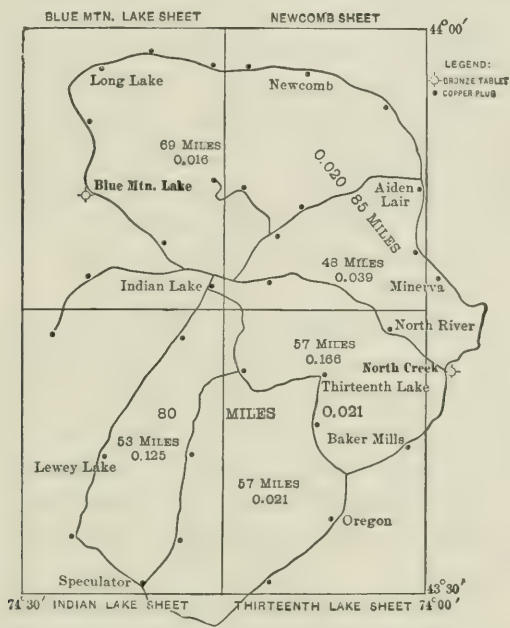 BLUE MTN. LAKE SHEET
NEWCOMB SHEET
44°00'
LEGEND:
BRONZE TABLET
COPPER PLUG
Long Lake
Newcomb
69 MILES
0.016
0.020
85 MILES
Blue Mtn. Lake
Aiden
Lair
48 MILES
0.039
Indian Lake
Minerva
North River
57 MILES
0.166
North Creek
Thirteenth Lake
80 MILES
0.021
53 MILES
0.125
Baker Mills
Lewey Lake
57 MILES
0.021
Oregon
Speculator
43°30'
74°30'
INDIAN LAKE SHEET
THIRTEENTH LAKE SHEET
74°00'